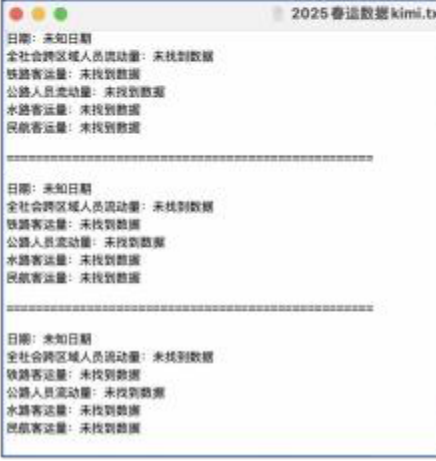 2025春运数据kimi.tx
日期：未知日期
全社会跨区域人员流动量：未找到数据
铁路客运量：未找到数据
公路人员流动量：未找到数据
水路客运量：未找到数据
民航客运量：未找到数据
==================================================
日期：未知日期
全社会跨区域人员流动量：未找到数据
铁路客运量：未找到数据
公路人员流动量：未找到数据
水路客运量：未找到数据
民航客运量：未找到数据
==================================================
日期：未知日期
全社会跨区域人员流动量：未找到数据
铁路客运量：未找到数据
公路人员流动量：未找到数据
水路客运量：未找到数据
民航客运量：未找到数据